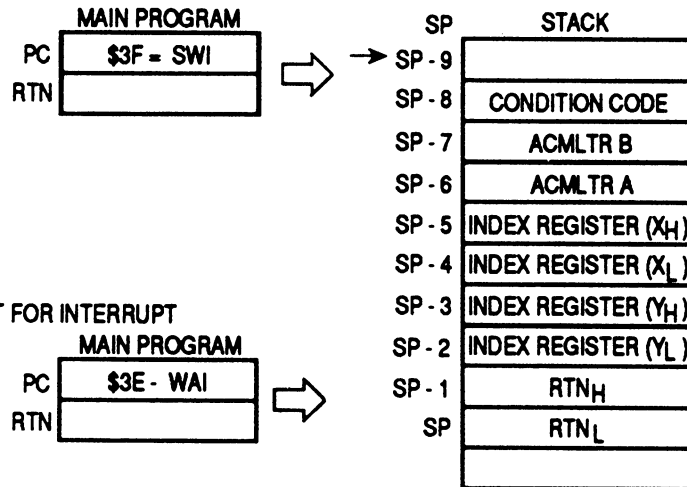 MAIN PROGRAM
PC $3F = SWI
RTN
T FOR INTERRUPT
MAIN PROGRAM
PC $3E - WAI
RTN
SP STACK
SP - 9
SP - 8 CONDITION CODE
SP - 7 ACMLTR B
SP - 6 ACMLTR A
SP - 5 INDEX REGISTER (XH)
SP - 4 INDEX REGISTER (XL)
SP - 3 INDEX REGISTER (YH)
SP - 2 INDEX REGISTER (YL)
SP - 1 RTNH
SP RTNL